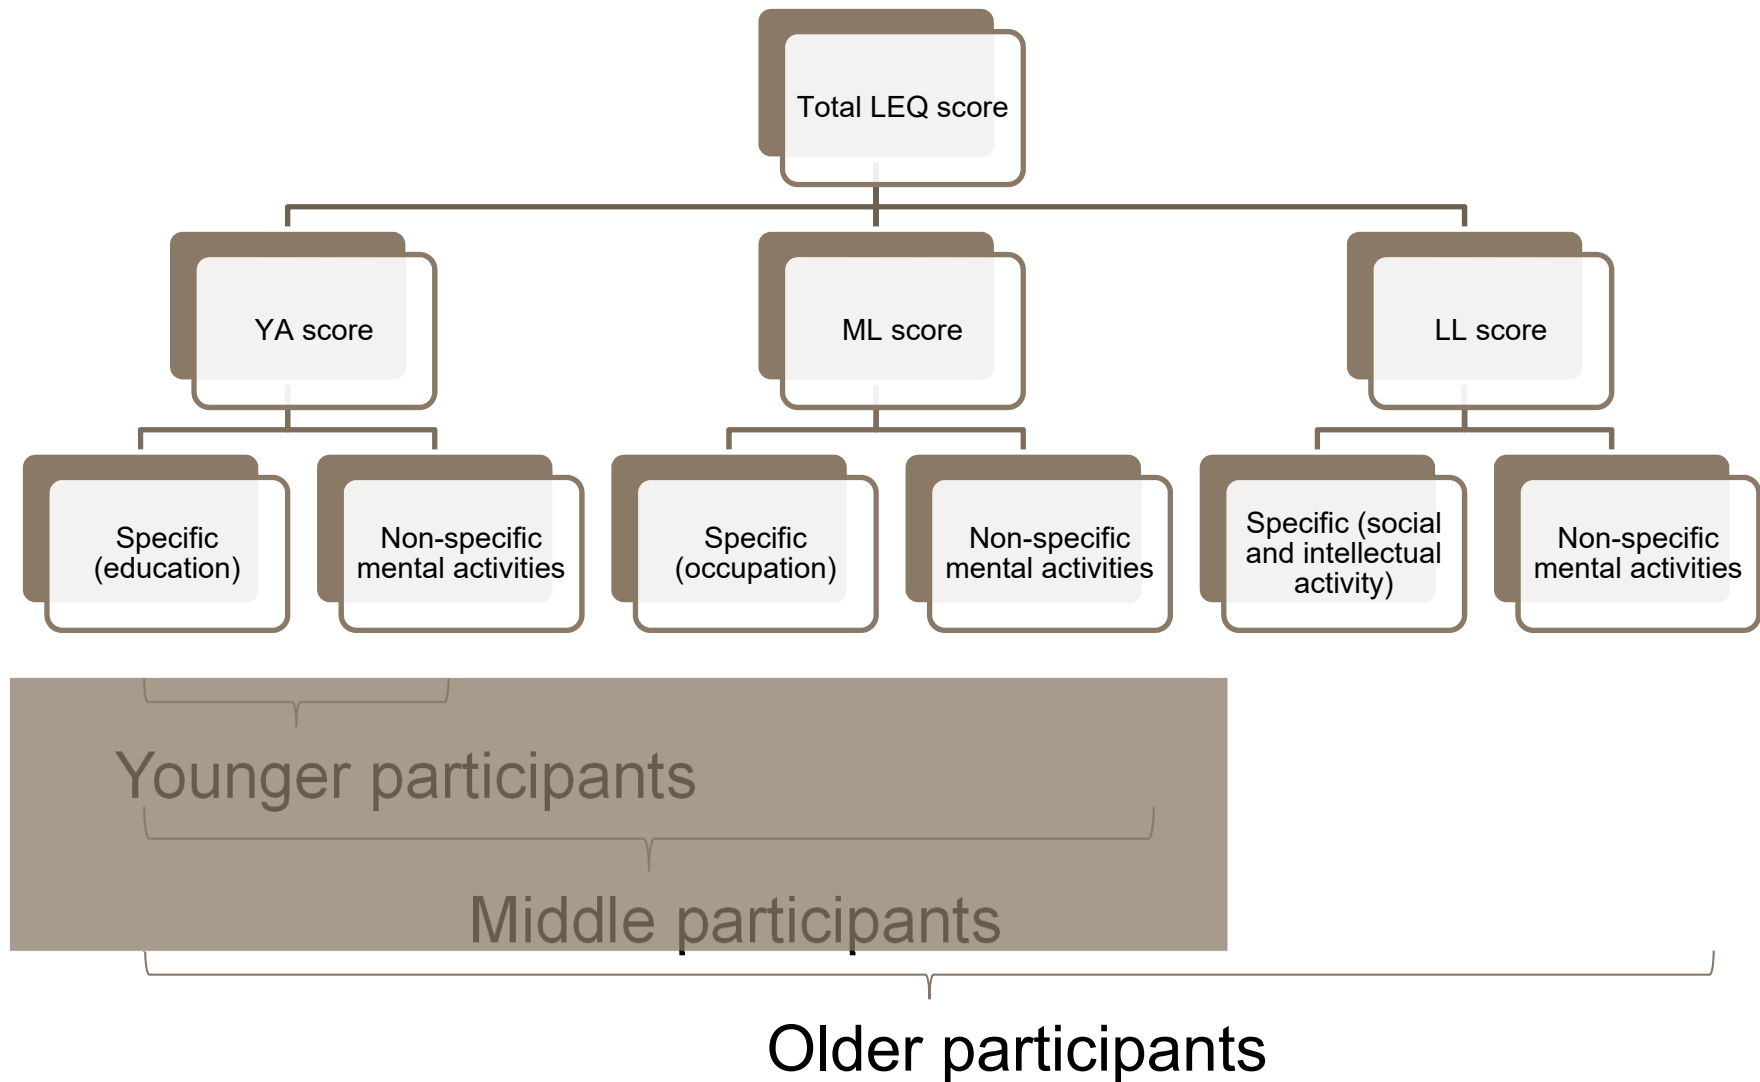 Total LEQ score
YA score
ML score
LL score
Specific
(education)
Non-specific
mental activities
Specific
(occupation)
Non-specific
mental activities
Specific (social
and intellectual
activity)
Non-specific
mental activities
Younger participants
Middle participants
Older participants